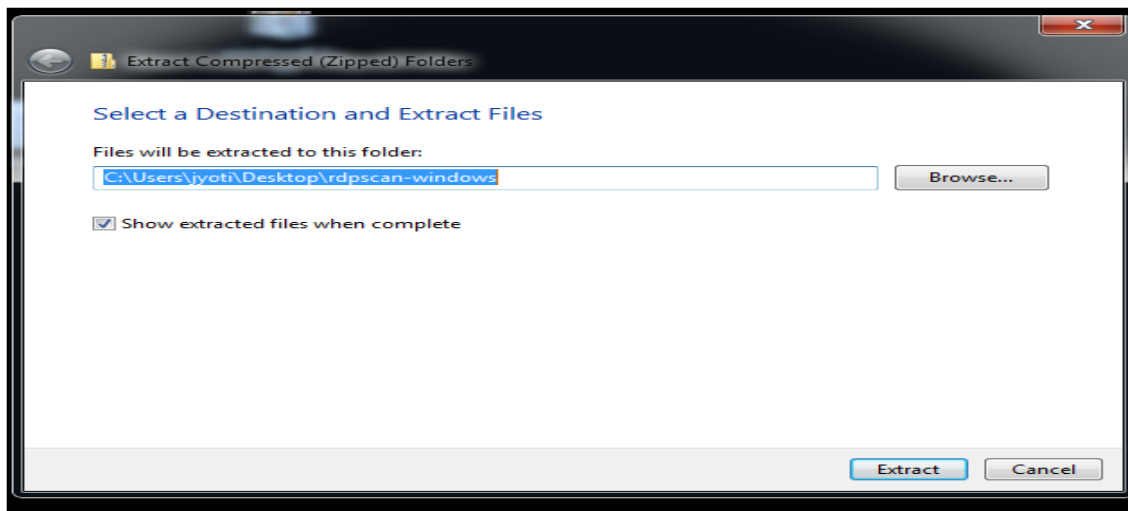 Extract Compressed (Zipped) Folders
Select a Destination and Extract Files
Files will be extracted to this folder:
C:\Users\jyoti\Desktop\rdpscan-windows
Browse...
Show extracted files when complete
Extract
Cancel